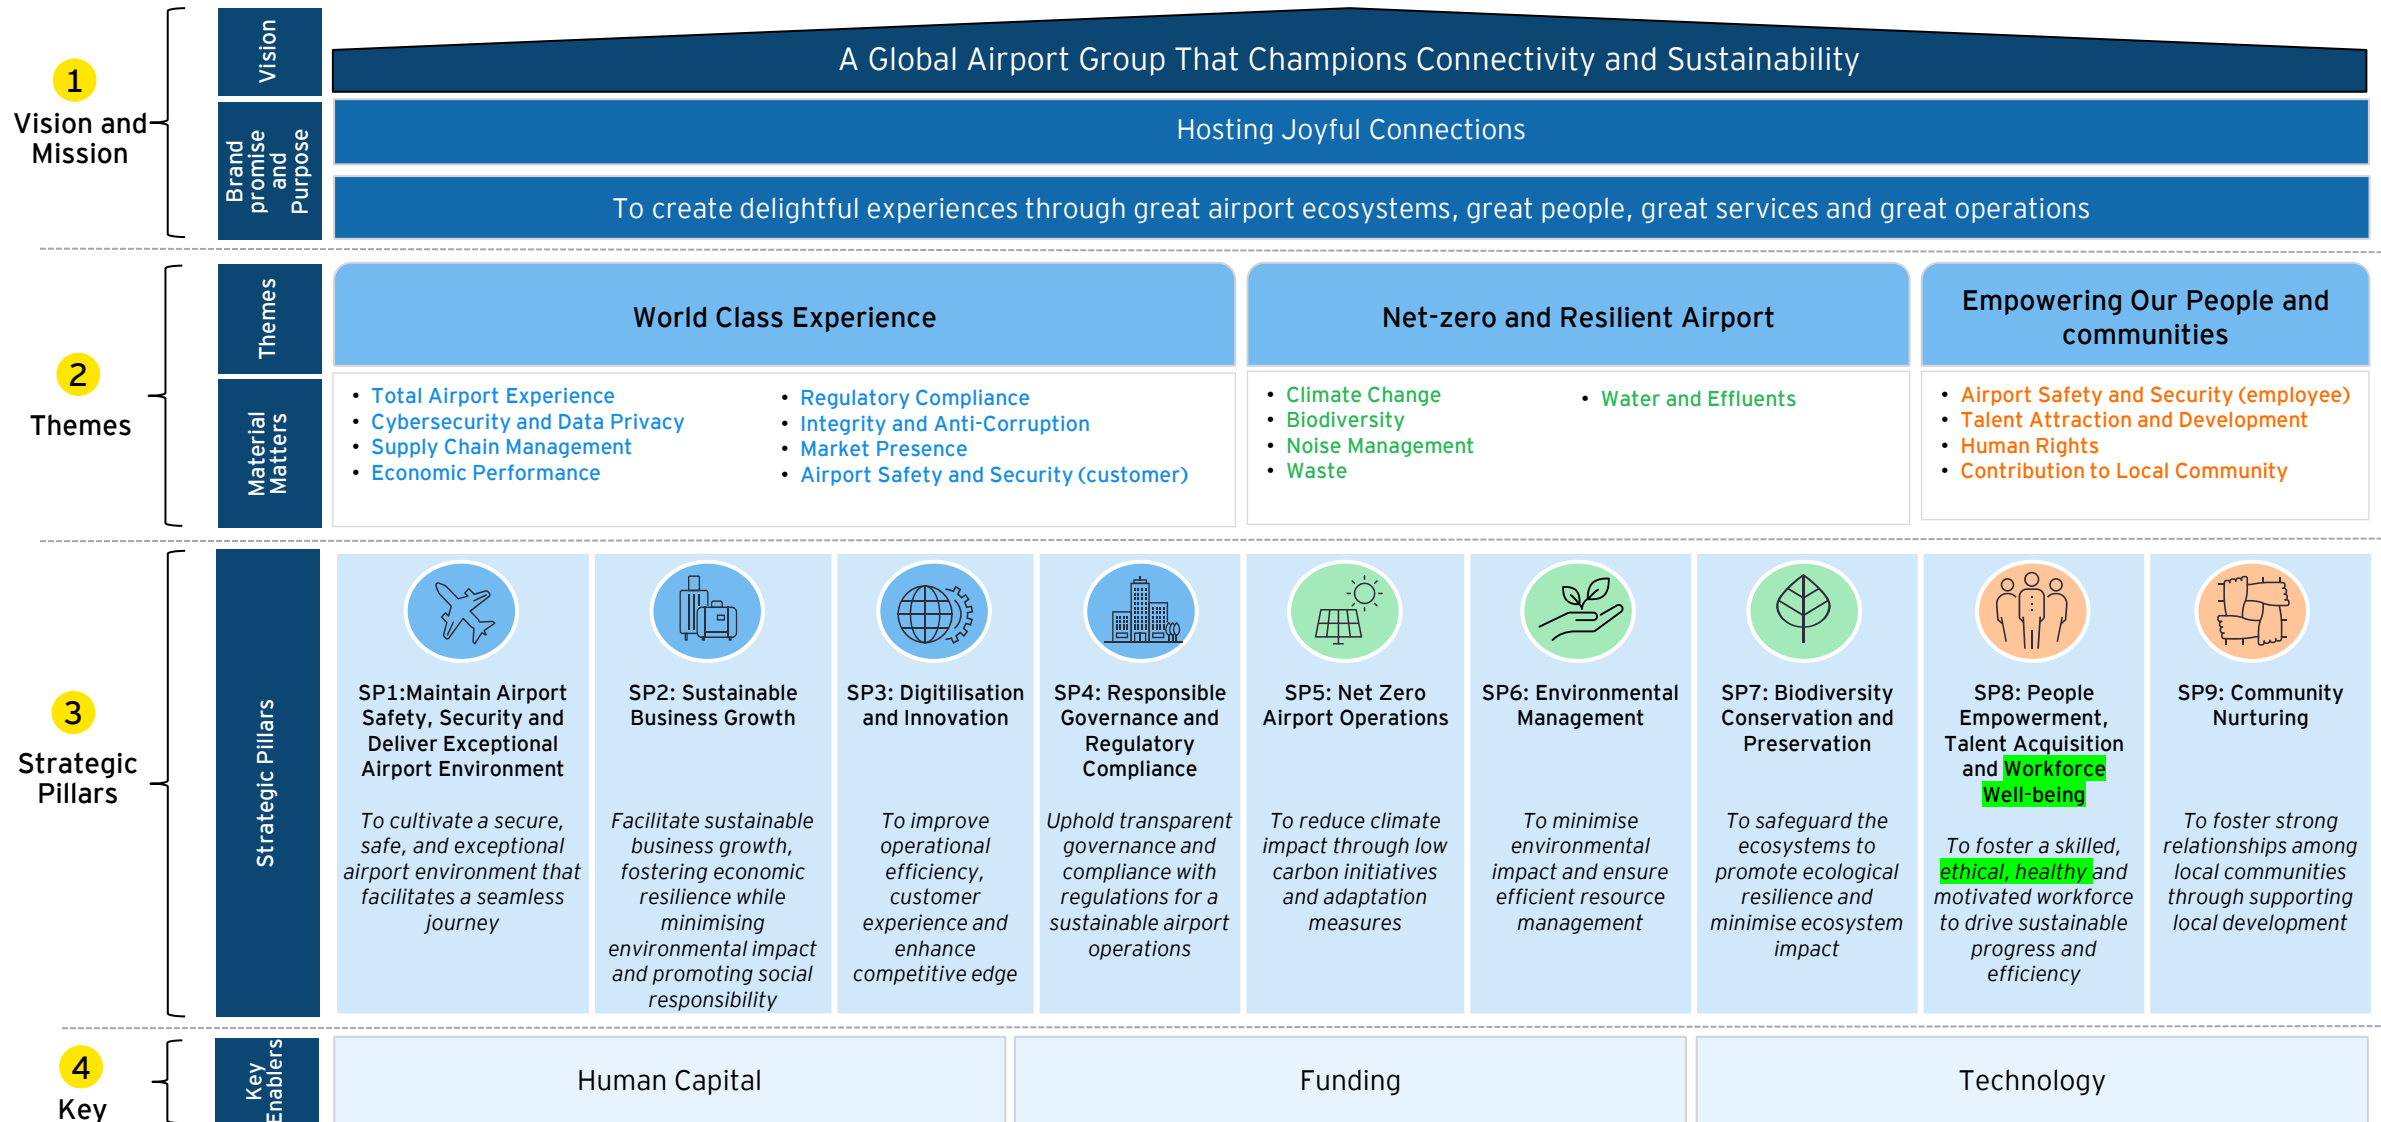 1
Vision and
Mission
Vision
A Global Airport Group That Champions Connectivity and Sustainability
Brand
promise
and
Purpose
Hosting Joyful Connections
To create delightful experiences through great airport ecosystems, great people, great services and great operations
2
Themes
Themes
World Class Experience
Net-zero and Resilient Airport
Empowering Our People and
communities
Material
Matters
• Total Airport Experience
• Cybersecurity and Data Privacy
• Supply Chain Management
• Economic Performance
• Regulatory Compliance
• Integrity and Anti-Corruption
• Market Presence
• Airport Safety and Security (customer)
• Climate Change
• Biodiversity
• Noise Management
• Waste
• Water and Effluents
• Airport Safety and Security (employee)
• Talent Attraction and Development
• Human Rights
• Contribution to Local Community
3
Strategic
Pillars
Strategic Pillars
SP1:Maintain Airport
Safety, Security and
Deliver Exceptional
Airport Environment
To cultivate a secure,
safe, and exceptional
airport environment that
facilitates a seamless
journey
SP2: Sustainable
Business Growth
Facilitate sustainable
business growth,
fostering economic
resilience while
minimising
environmental impact
and promoting social
responsibility
SP3: Digitilisation
and Innovation
To improve
operational
efficiency,
customer
experience and
enhance
competitive edge
SP4: Responsible
Governance and
Regulatory
Compliance
Uphold transparent
governance and
compliance with
regulations for a
sustainable airport
operations
SP5: Net Zero
Airport Operations
To reduce climate
impact through low
carbon initiatives
and adaptation
measures
SP6: Environmental
Management
To minimise
environmental
impact and ensure
efficient resource
management
SP7: Biodiversity
Conservation and
Preservation
To safeguard the
ecosystems to
promote ecological
resilience and
minimise ecosystem
impact
SP8: People
Empowerment,
Talent Acquisition
and Workforce
Well-being
To foster a skilled,
ethical, healthy and
motivated workforce
to drive sustainable
progress and
efficiency
SP9: Community
Nurturing
To foster strong
relationships among
local communities
through supporting
local development
4
Key
Key
Enablers
Human Capital
Funding
Technology